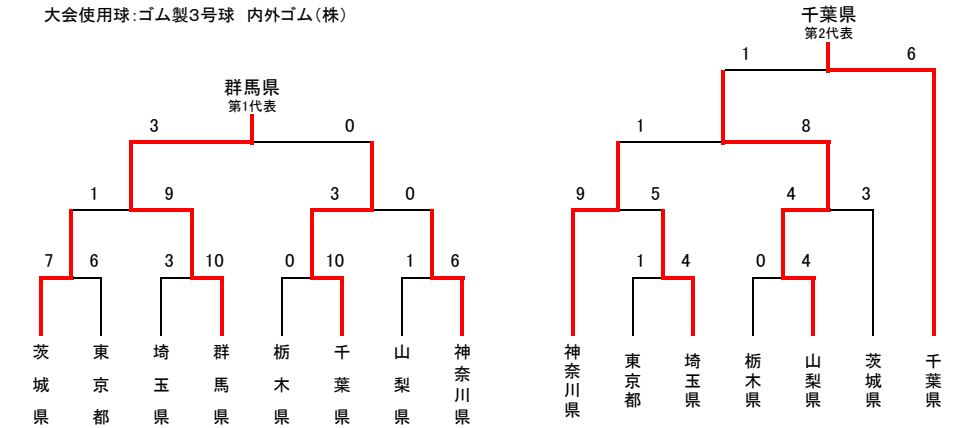 大会使用球：ゴム製3号球　内外ゴム（株）
千葉県
第2代表
1 6
群馬県
第1代表
3 0
1 8
1 9 3 0
9 5 4 3
7 6 3 10 0 10 1 6
1 4 0 4
茨城県
東京都
埼玉県
群馬県
栃木県
千葉県
山梨県
神奈川県
神奈川県
東京都
埼玉県
栃木県
山梨県
茨城県
千葉県